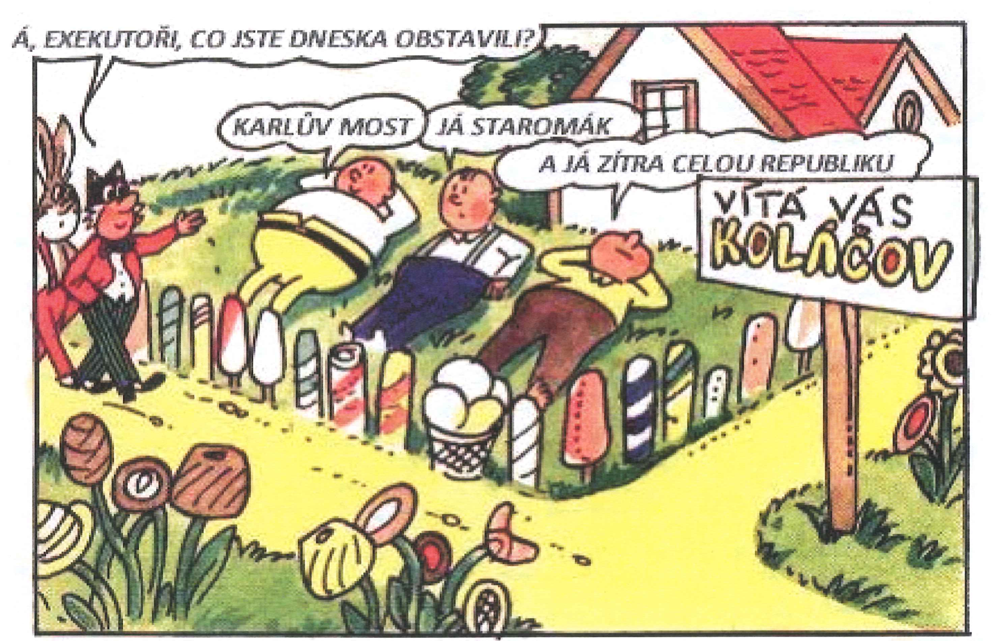 Á, EXEKUTOŘI, CO JSTE DNESKA OBSTAVILI?
KARLŮV MOST
JÁ STAROMÁK
A JÁ ZÍTRA CELOU REPUBLIKU
VÍTÁ VÁS
KOLÁČOV